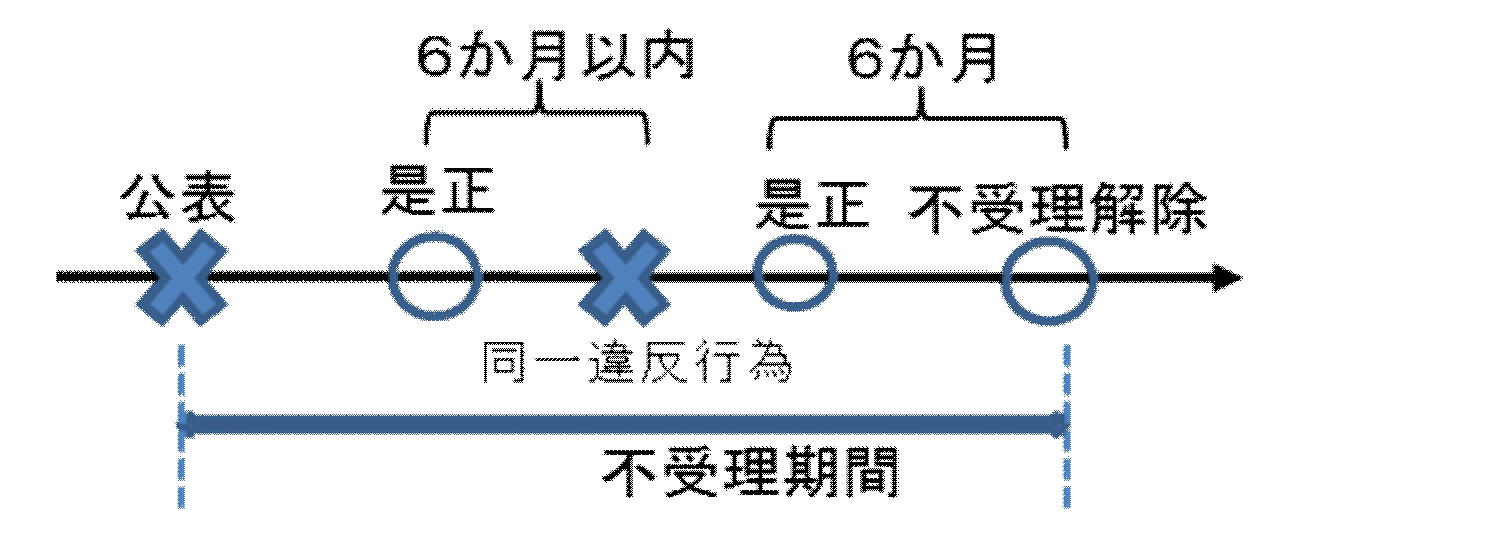 6か月以内
6か月
公表
是正
是正
不受理解除
同一違反行為
不受理期間